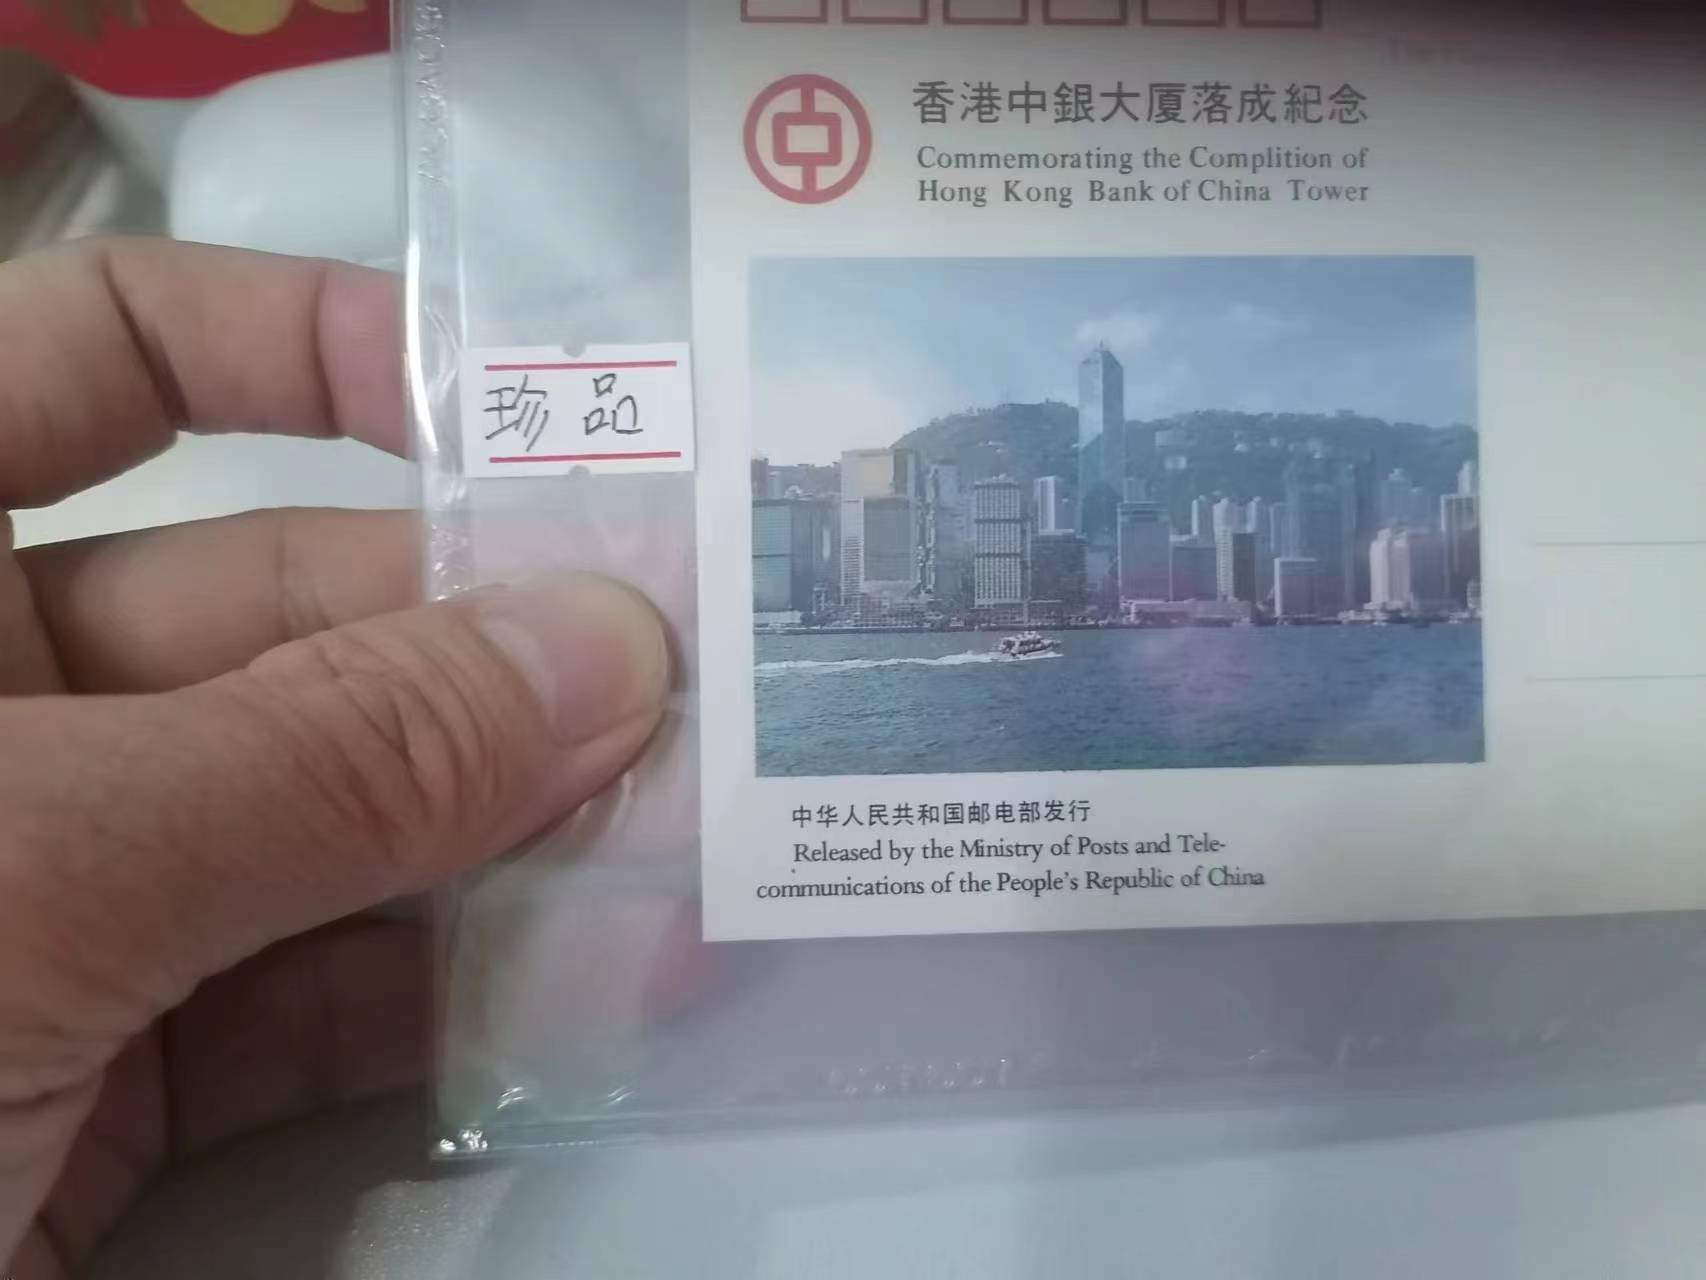 香港中銀大厦落成紀念
Commemorating the Complition of
Hong Kong Bank of China Tower
珍品
中华人民共和国邮电部发行
Released by the Ministry of Posts and Tele-
communications of the People's Republic of China